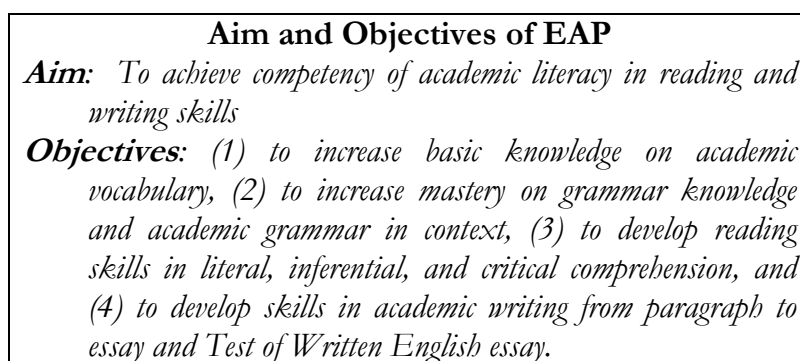 Aim and Objectives of EAP
Aim: To achieve competency of academic literacy in reading and
writing skills
Objectives: (1) to increase basic knowledge on academic
vocabulary, (2) to increase mastery on grammar knowledge
and academic grammar in context, (3) to develop reading
skills in literal, inferential, and critical comprehension, and
(4) to develop skills in academic writing from paragraph to
essay and Test of Written English essay.